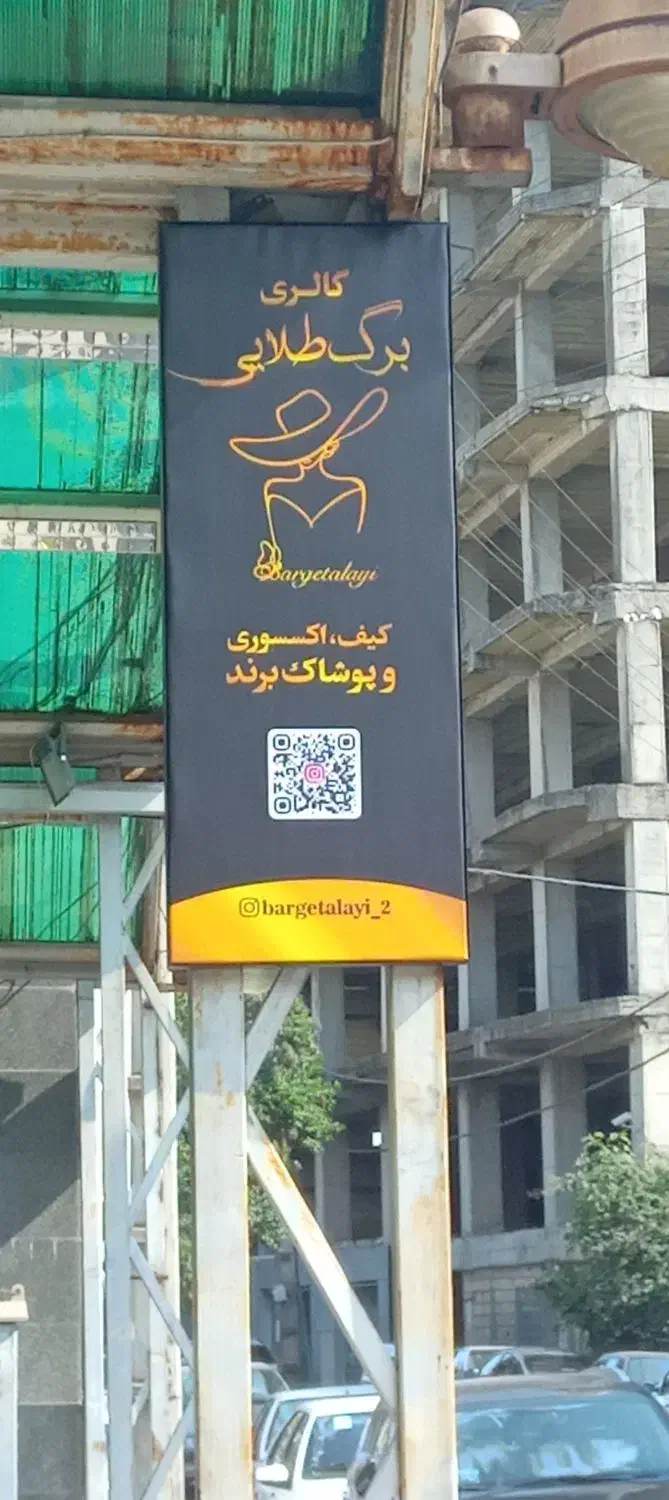 گالری
برگ طلایی
Bargetalayi
کیف، اکسسوری
و پوشاک برند
bargetalayi_2